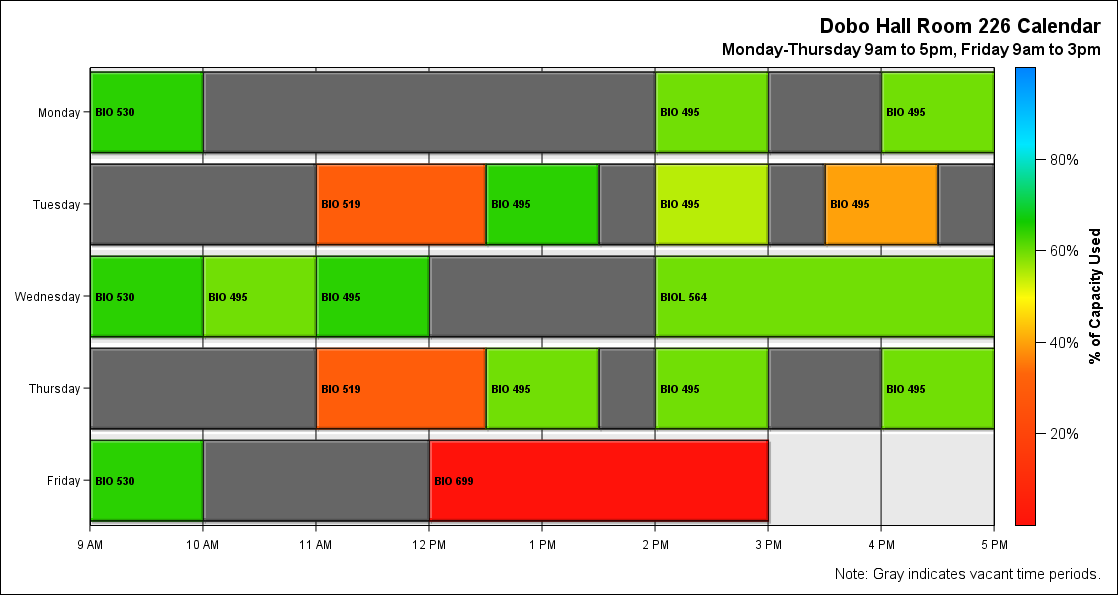 Dobo Hall Room 226 Calendar
Monday-Thursday 9am to 5pm, Friday 9am to 3pm
Monday
BIO 530
BIO 495
BIO 495
Tuesday
BIO 519
BIO 495
BIO 495
BIO 495
Wednesday
BIO 530
BIO 495
BIO 495
BIOL 564
Thursday
BIO 519
BIO 495
BIO 495
BIO 495
Friday
BIO 530
BIO 699
9 AM
10 AM
11 AM
12 PM
1 PM
2 PM
3 PM
4 PM
5 PM
80%
60%
40%
20%
% of Capacity Used
Note: Gray indicates vacant time periods.